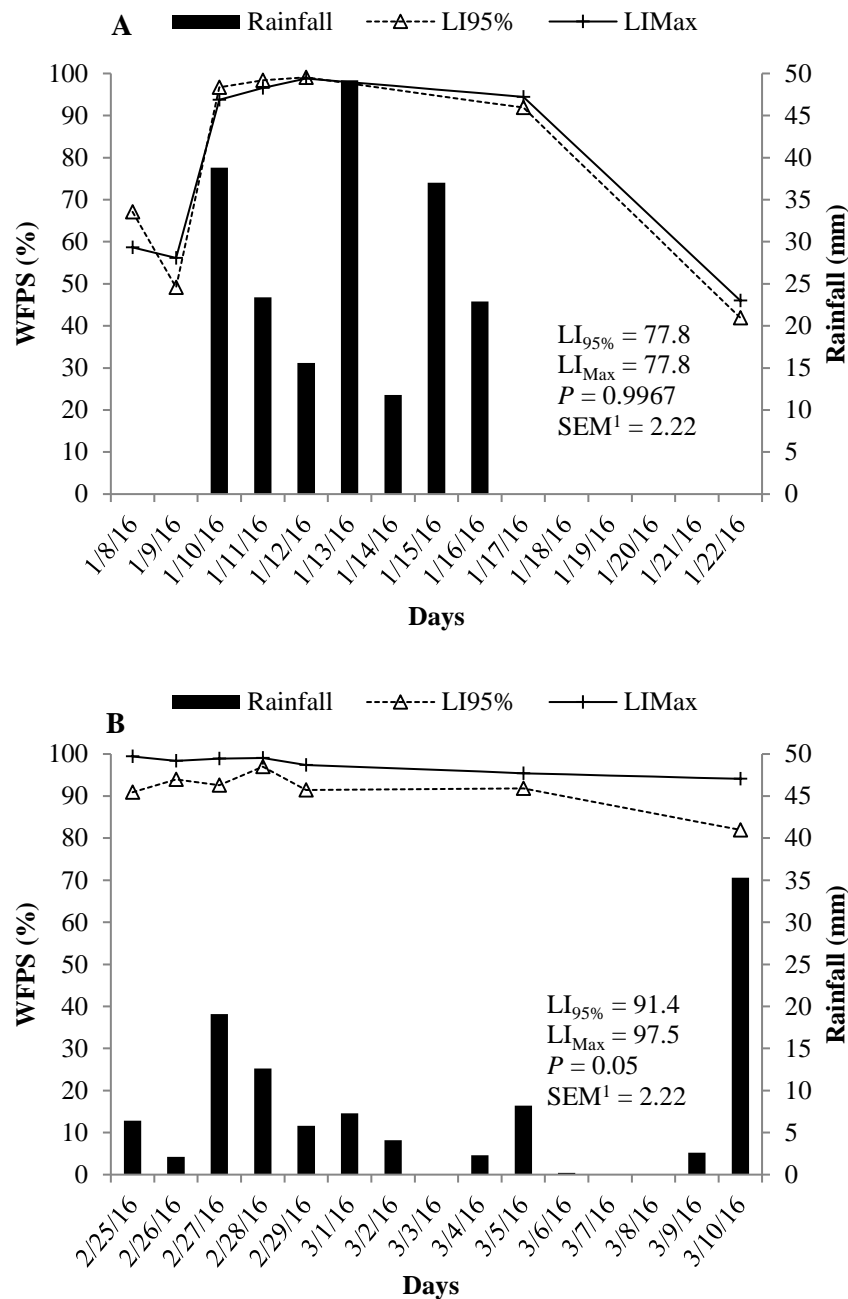 A
Rainfall LI95% LIMax
100 50
90 45
80 40
70 35
60 30
50 25
40 20
30 15
20 10
10 5
0 0
WFPS (%)
Rainfall (mm)
LI95% = 77.8
LIMax = 77.8
P = 0.9967
SEM¹ = 2.22
1/8/16 1/9/16 1/10/16 1/11/16 1/12/16 1/13/16 1/14/16 1/15/16 1/16/16 1/17/16 1/18/16 1/19/16 1/20/16 1/21/16 1/22/16
Days
Rainfall LI95% LIMax
B
100 50
90 45
80 40
70 35
60 30
50 25
40 20
30 15
20 10
10 5
0 0
WFPS (%)
Rainfall (mm)
LI95% = 91.4
LIMax = 97.5
P = 0.05
SEM¹ = 2.22
2/25/16 2/26/16 2/27/16 2/28/16 2/29/16 3/1/16 3/2/16 3/3/16 3/4/16 3/5/16 3/6/16 3/7/16 3/8/16 3/9/16 3/10/16
Days